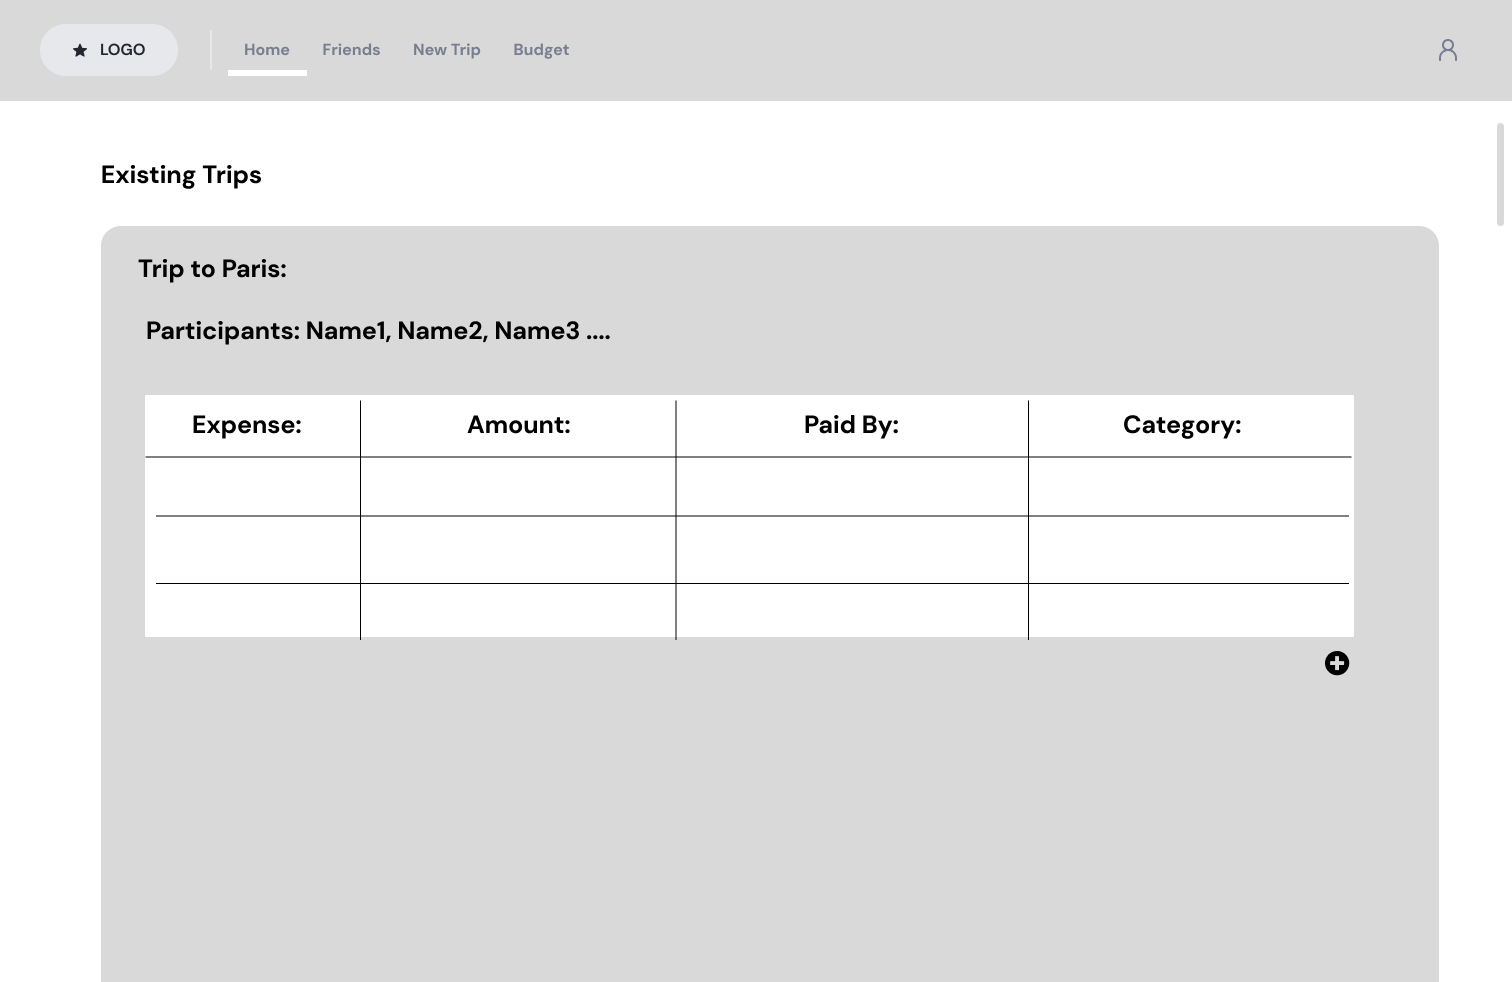 LOGO
Home Friends New Trip Budget
Existing Trips
Trip to Paris:
Participants: Name1, Name2, Name3 ....
Expense: Amount: Paid By: Category: